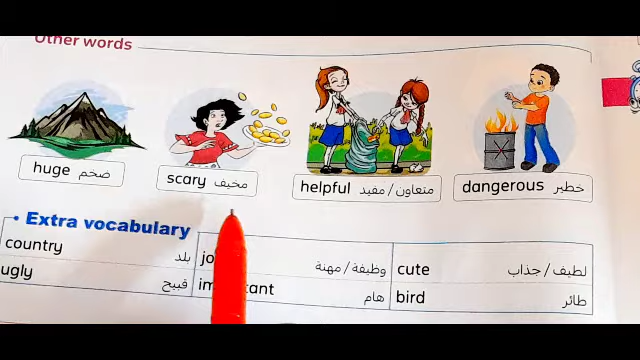 Other words
huge ضخم
scary مخيف
helpful متعاون / مفيد
dangerous خطير
• Extra vocabulary
country بلد
وظيفة / مهنة
cute لطيف / جذاب
ugly قبيح
هام
bird طائر